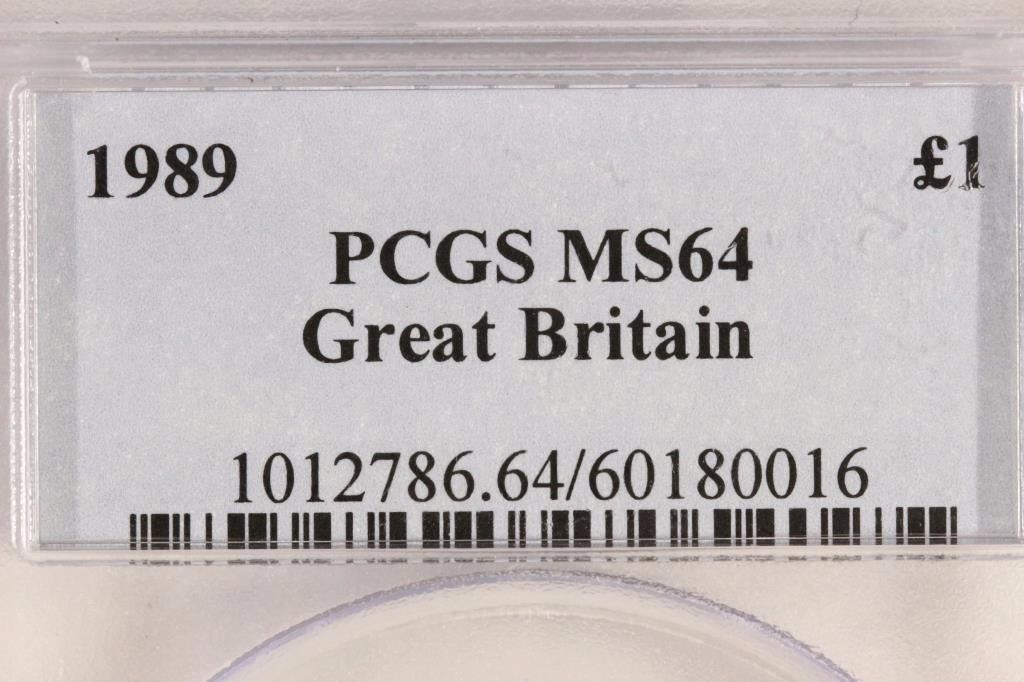 1989 £1
PCGS MS64
Great Britain
1012786.64/60180016